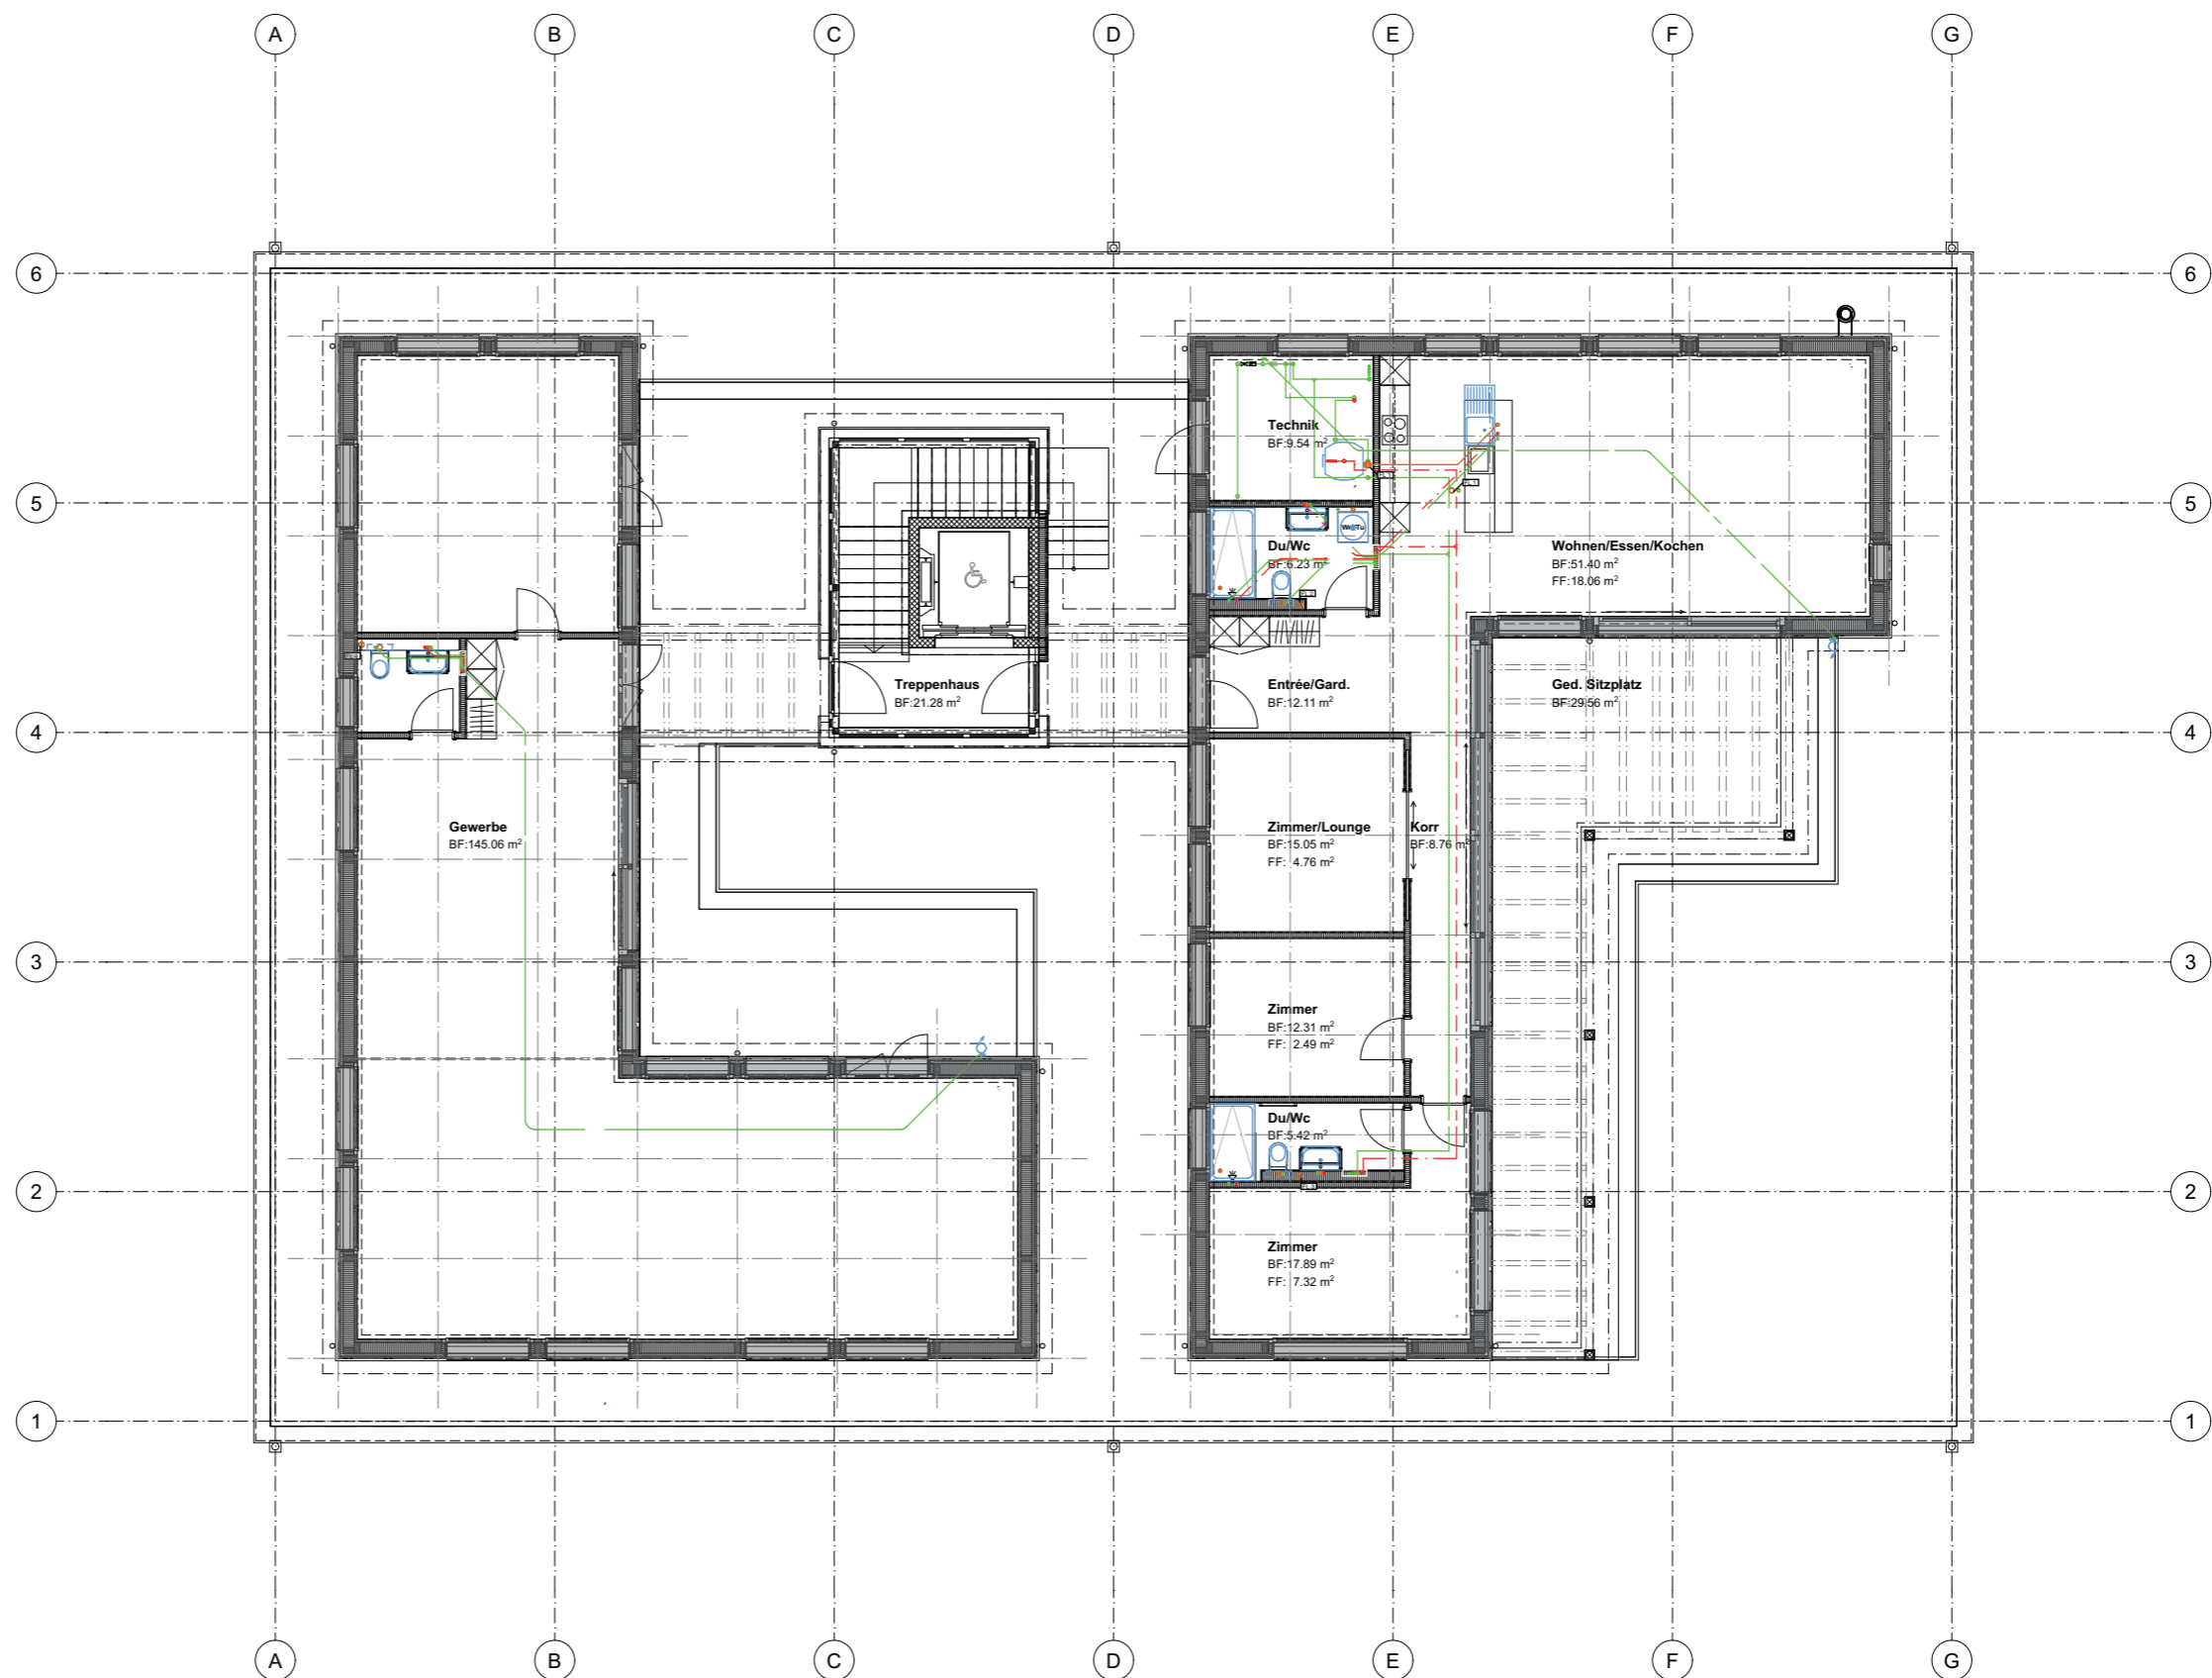 A B C D E F G
6 6
Technik
BF:9.54 m²
5 5
Du/Wc
BF:6.23 m²
Wohnen/Essen/Kochen
BF:51.40 m²
FF:18.06 m²
Treppenhaus
BF:21.28 m²
Entrée/Gard.
BF:12.11 m²
Ged. Sitzplatz
BF:29.56 m²
4 4
Gewerbe
BF:145.06 m²
Zimmer/Lounge
BF:15.05 m²
FF: 4.76 m²
Korr
BF:8.76 m²
3 3
Zimmer
BF:12.31 m²
FF: 2.49 m²
Du/Wc
BF:5.42 m²
2 2
Zimmer
BF:17.89 m²
FF: 7.32 m²
1 1
A B C D E F G